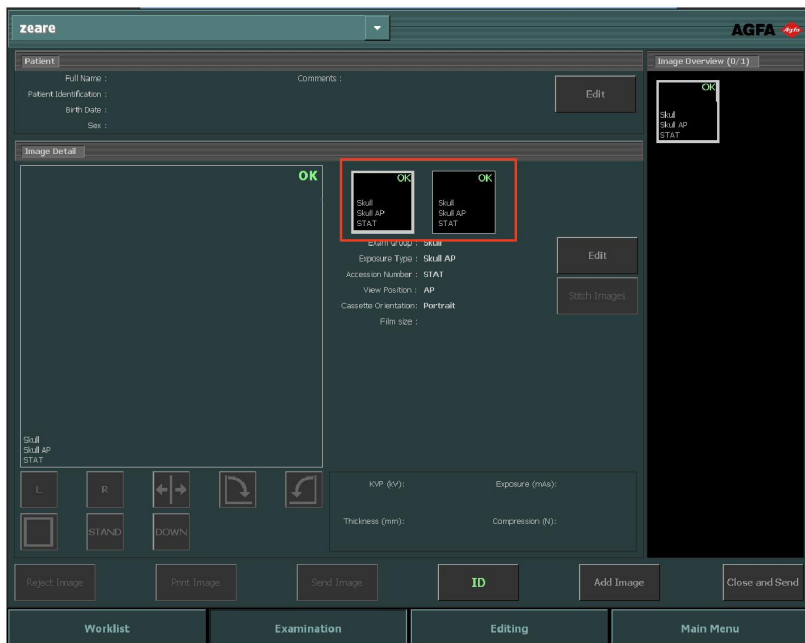 zeare
AGFA
Agfa
Patient
Image Overview (0/1)
Full Name :
Comments :
Patient Identification :
Birth Date :
Sex :
Edit
OK
Skull
Skull AP
STAT
Image Detail
OK
OK
Skull
Skull AP
STAT
OK
Skull
Skull AP
STAT
Exam Group : Skull
Exposure Type : Skull AP
Accession Number : STAT
View Position : AP
Cassette Orientation: Portrait
Film size :
Edit
Stitch Images
Skull
Skull AP
STAT
L
R
STAND
DOWN
KVP (kV):
Exposure (mAs):
Thickness (mm):
Compression (N):
Reject Image
Print Image
Send Image
ID
Add Image
Close and Send
Worklist
Examination
Editing
Main Menu